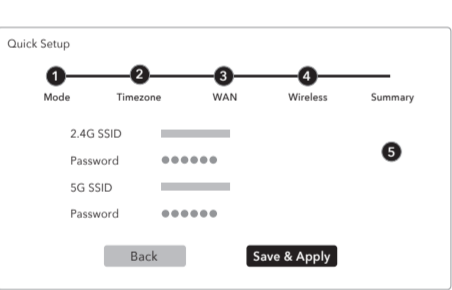 Quick Setup
1 2 3 4
Mode Timezone WAN Wireless Summary
2.4G SSID
5
Password
5G SSID
Password
Back Save & Apply